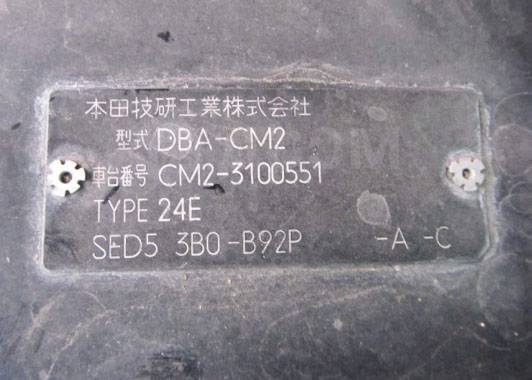 本田技研工業株式会社
型式 DBA-CM2
車台番号 CM2-3100551
TYPE 24E
SED5 3B0-B92P -A -C